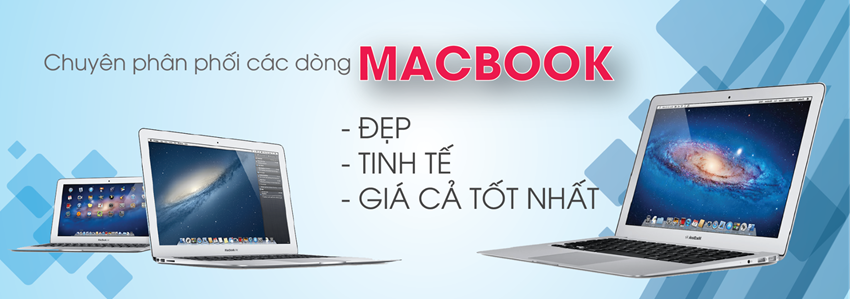 Chuyên phân phối các dòng MACBOOK
- ĐẸP
- TINH TẾ
- GIÁ CẢ TỐT NHẤT